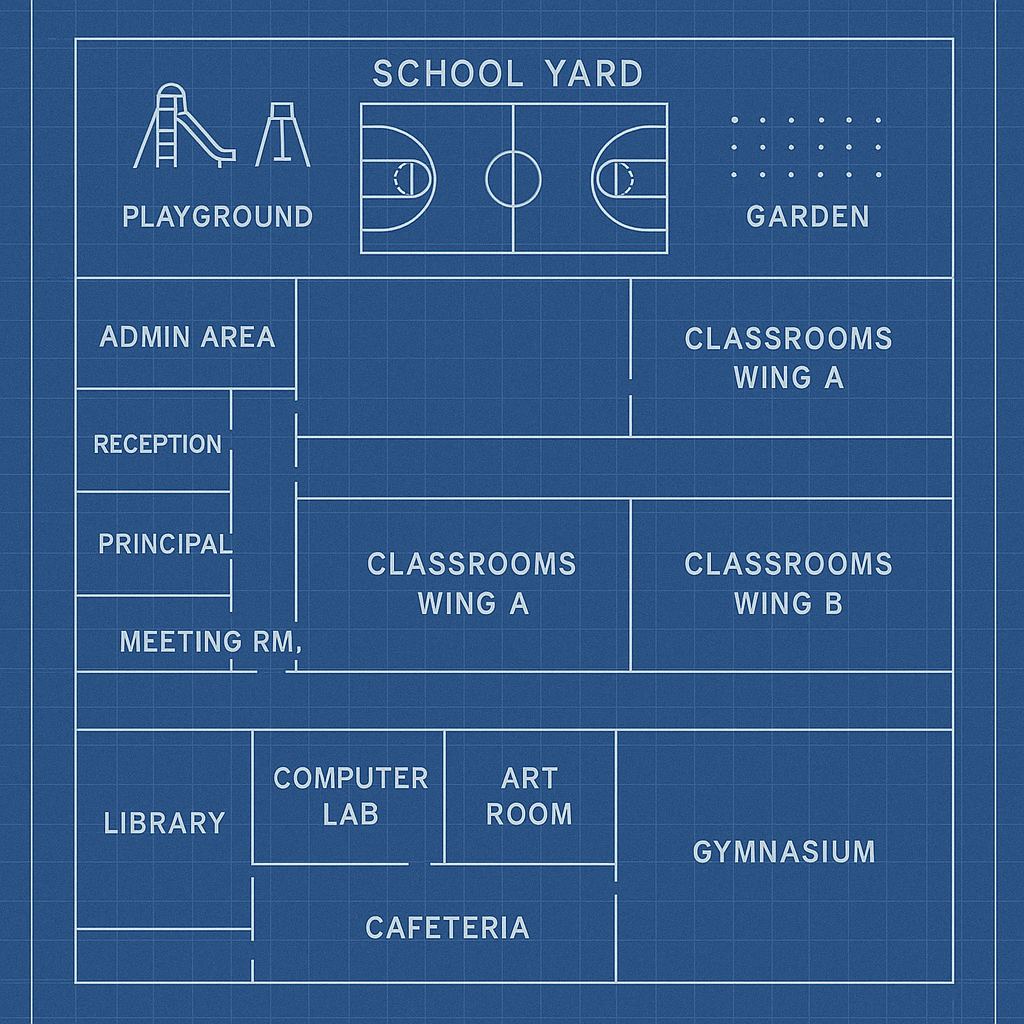 SCHOOL YARD
PLAYGROUND
GARDEN
ADMIN AREA
CLASSROOMS
WING A
RECEPTION
PRINCIPAL
CLASSROOMS
WING A
CLASSROOMS
WING B
MEETING RM,
LIBRARY
COMPUTER
LAB
ART
ROOM
GYMNASIUM
CAFETERIA